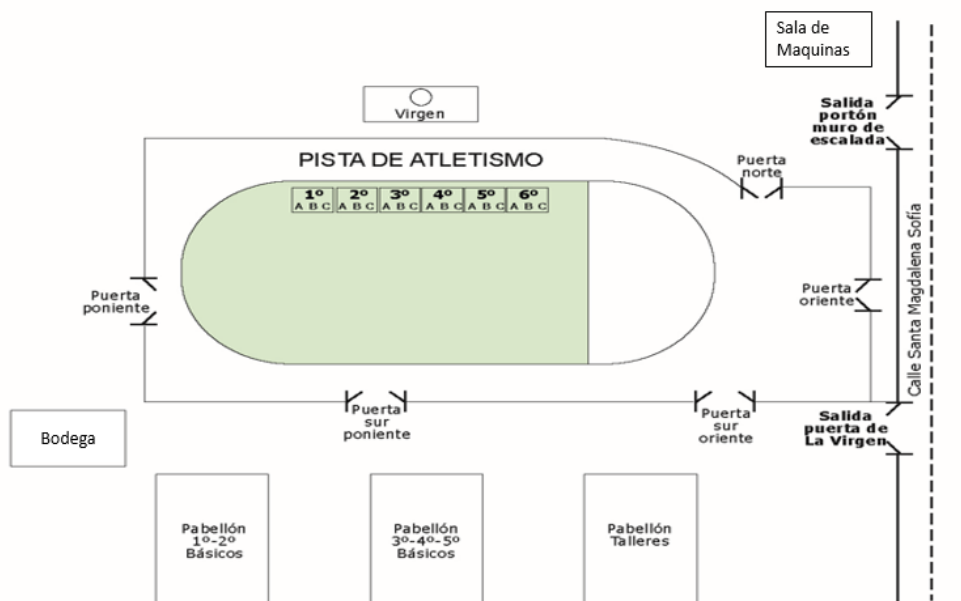 Sala de
Maquinas
Virgen
Salida
portón
muro de
escalada
PISTA DE ATLETISMO
Puerta
norte
1º 2º 3º 4º 5º 6º
A B C A B C A B C A B C A B C A B C
Puerta
poniente
Puerta
oriente
Calle Santa Magdalena Sofía
Puerta
sur
poniente
Puerta
sur
oriente
Salida
puerta de
La Virgen
Bodega
Pabellón
1º-2º
Básicos
Pabellón
3º-4º-5º
Básicos
Pabellón
Talleres